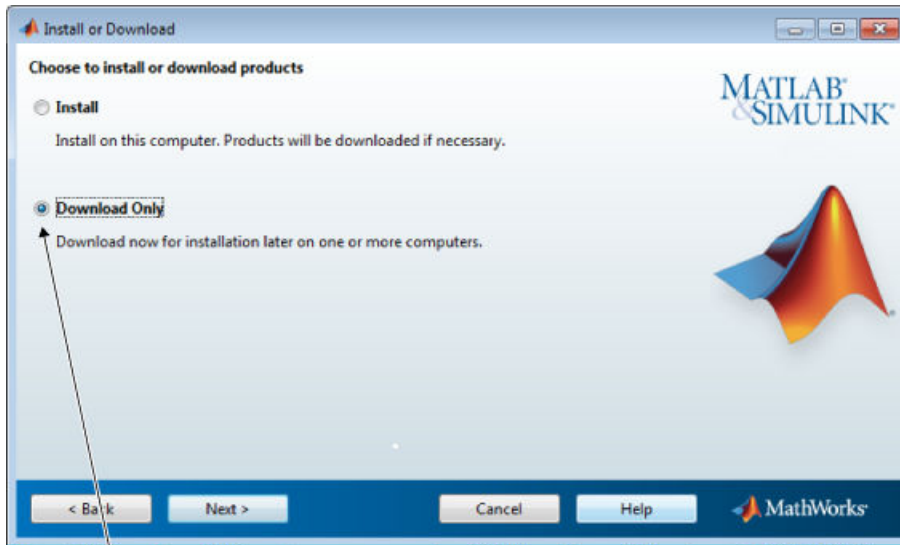 Install or Download
Choose to install or download products
MATLAB®
&SIMULINK®
Install
Install on this computer. Products will be downloaded if necessary.
Download Only
Download now for installation later on one or more computers.
< Back
Next >
Cancel
Help
MathWorks®